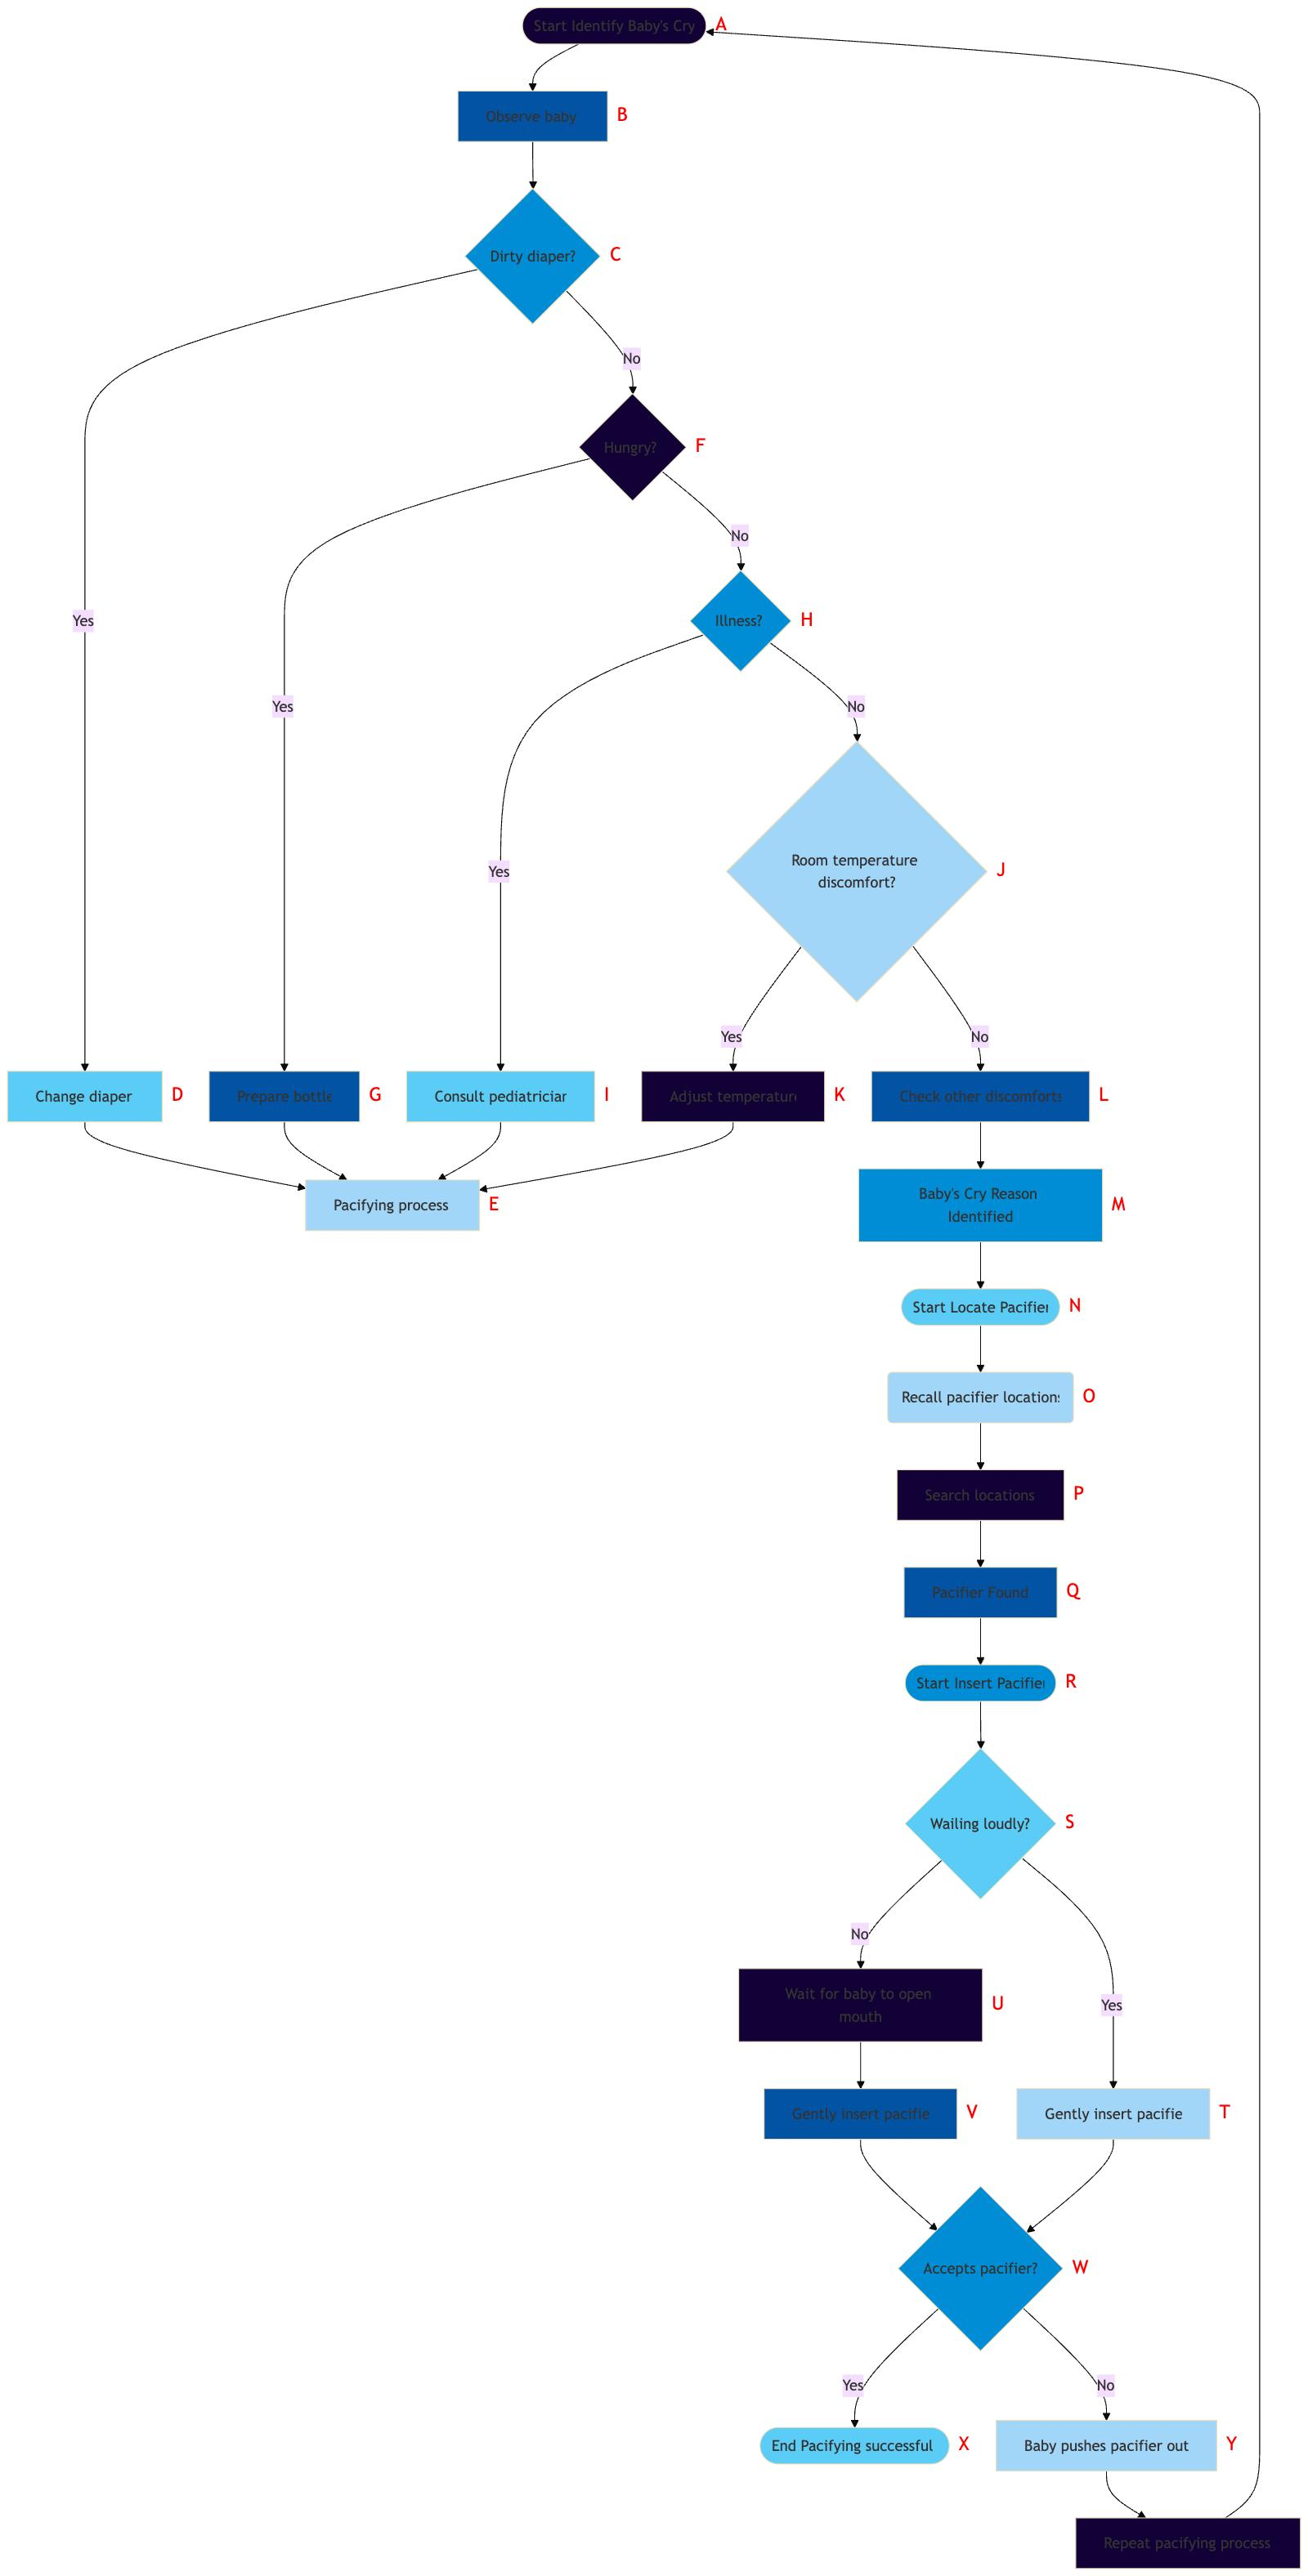 Start Identify Baby's Cry
A
Observe baby
B
Dirty diaper?
C
No
Hungry?
F
No
Yes
Illness?
H
Yes
No
Room temperature
discomfort?
J
Yes
Yes
No
Change diaper
D
Prepare bottle
G
Consult pediatriciar
I
Adjust temperature
K
Check other discomforts
L
Pacifying process
E
Baby's Cry Reason
Identified
M
Start Locate Pacifier
N
Recall pacifier locations
O
Search locations
P
Pacifier Found
Q
Start Insert Pacifier
R
Wailing loudly?
S
No
Wait for baby to open
mouth
U
Yes
Gently insert pacifie
V
Gently insert pacifie
T
Accepts pacifier?
W
Yes
No
End Pacifying successful
X
Baby pushes pacifier out
Y
Repeat pacifying process